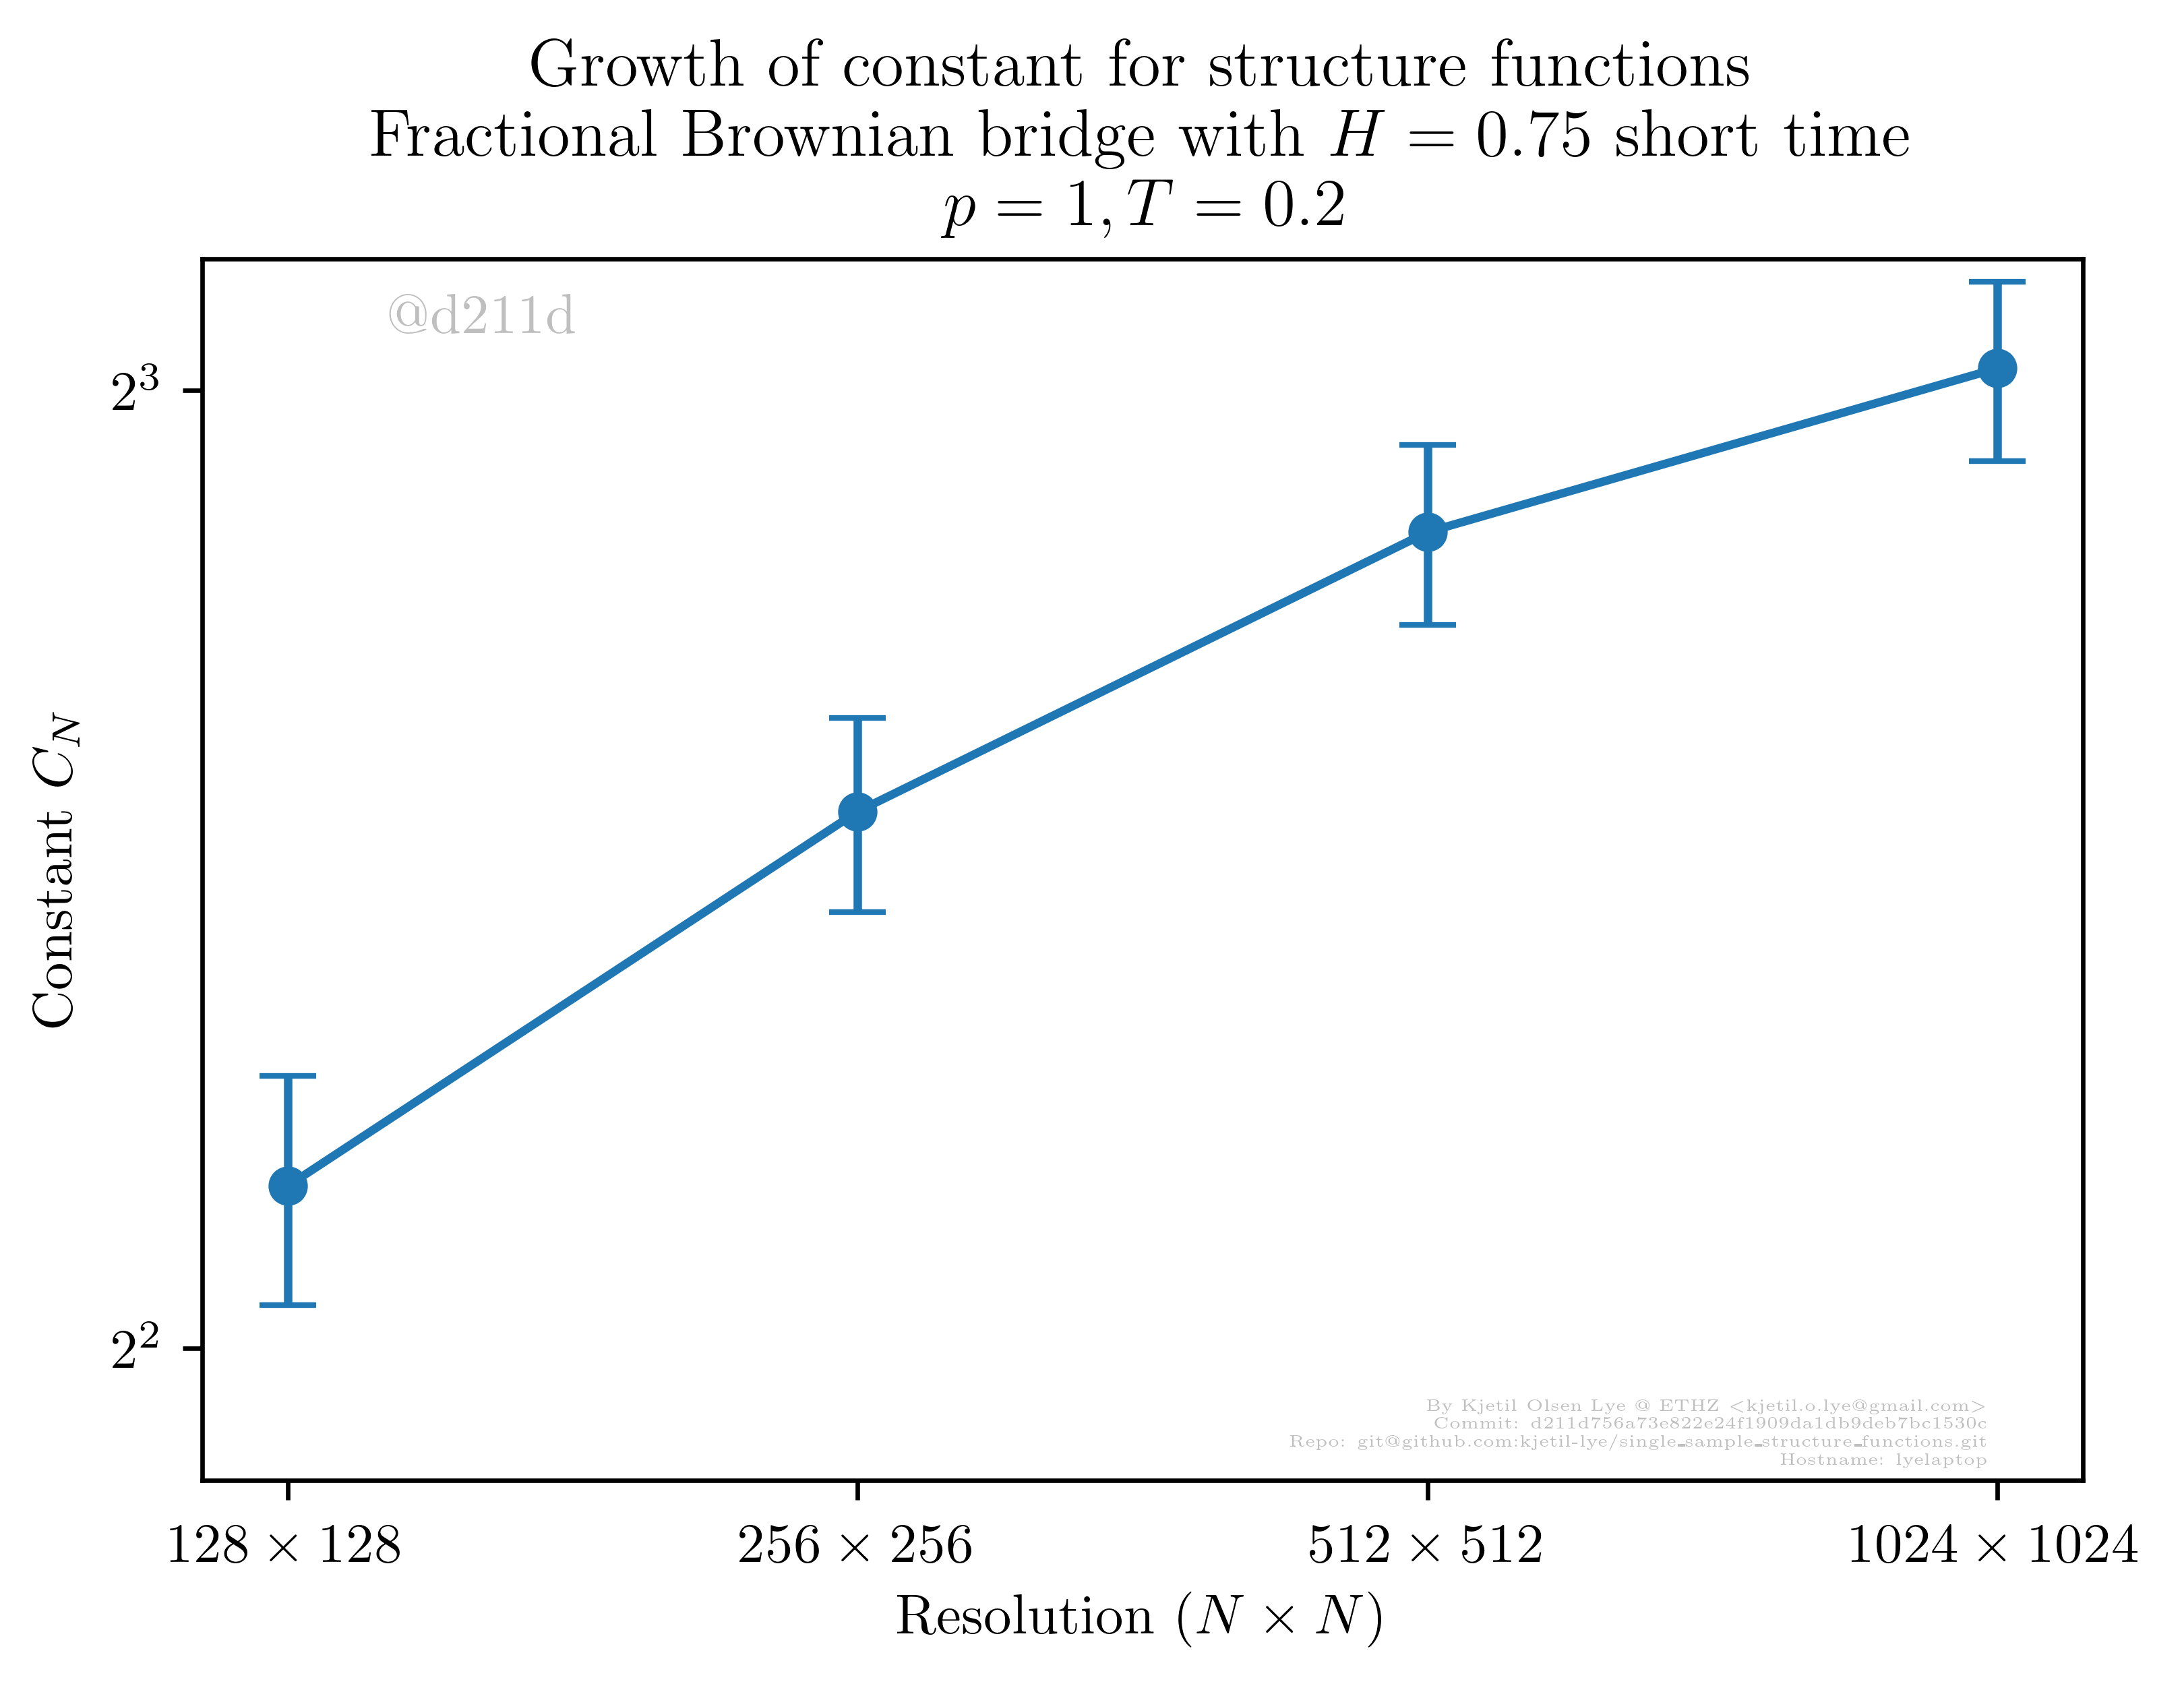 Growth of constant for structure functions
Fractional Brownian bridge with H = 0.75 short time
p = 1, T = 0.2
@d211d
2³
Constant C_N
2²
By Kjetil Olsen Lye @ ETHZ <kjetil.o.lye@gmail.com>
Commit: d211d756a73e822e24f1909da1db9deb7bc1530c
Repo: git@github.com:kjetil-lye/single_sample_structure_functions.git
Hostname: lyelaptop
128 × 128 256 × 256 512 × 512 1024 × 1024
Resolution (N × N)